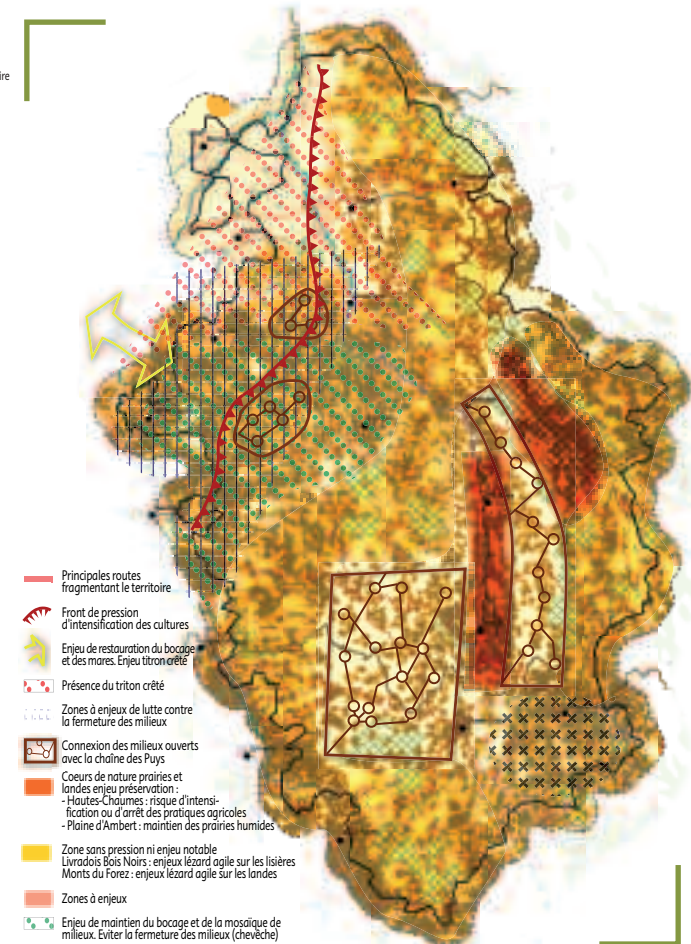 ire
Principales routes
fragmentant le territoire
Front de pression
d'intensification des cultures
Enjeu de restauration du bocage
et des mares. Enjeu titron crêté
Présence du triton crêté
Zones à enjeux de lutte contre
la fermeture des milieux
Connexion des milieux ouverts
avec la chaîne des Puys
Coeurs de nature prairies et
landes enjeu préservation :
- Hautes-Chaumes : risque d'intensi-
fication ou d'arrêt des pratiques agricoles
- Plaine d'Ambert : maintien des prairies humides
Zone sans pression ni enjeu notable
Livradois Bois Noirs : enjeux lézard agile sur les lisières
Monts du Forez : enjeux lézard agile sur les landes
Zones à enjeux
Enjeu de maintien du bocage et de la mosaïque de
milieux. Eviter la fermeture des milieux (chevêche)